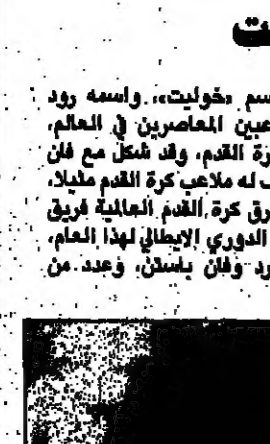 ت
سم «خوليت»، واسمه رود
عبين المعاصرين في العالم،
رة القدم، وقد شكل مع فان
ف له ملاعب كرة القدم مثيلا،
رق كرة القدم العالمية فريق
الدوري الإيطالي لهذا العام،
رد وفان باستن، وعدد من